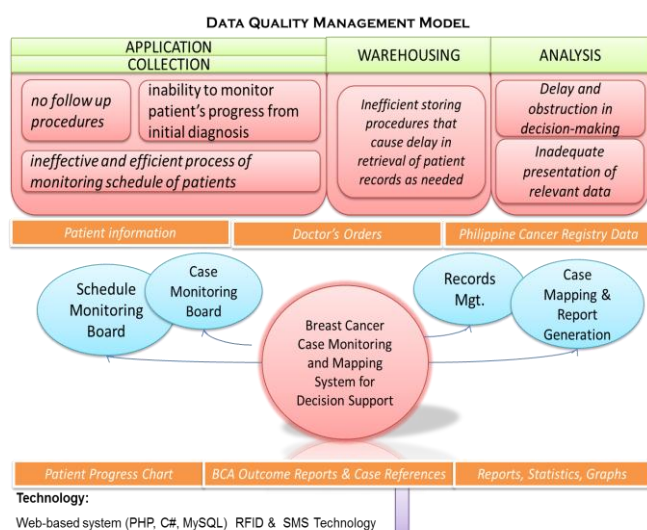 DATA QUALITY MANAGEMENT MODEL
APPLICATION
COLLECTION
WAREHOUSING
ANALYSIS
no follow up
procedures
inability to monitor
patient's progress from
initial diagnosis
ineffective and efficient process of
monitoring schedule of patients
Inefficient storing
procedures that
cause delay in
retrieval of patient
records as needed
Delay and
obstruction in
decision-making
Inadequate
presentation of
relevant data
Patient information
Doctor's Orders
Philippine Cancer Registry Data
Schedule
Monitoring
Board
Case
Monitoring
Board
Records
Mgt.
Case
Mapping &
Report
Generation
Breast Cancer
Case Monitoring
and Mapping
System for
Decision Support
Patient Progress Chart
BCA Outcome Reports & Case References
Reports, Statistics, Graphs
Technology:
Web-based system (PHP, C#, MySQL) RFID & SMS Technology